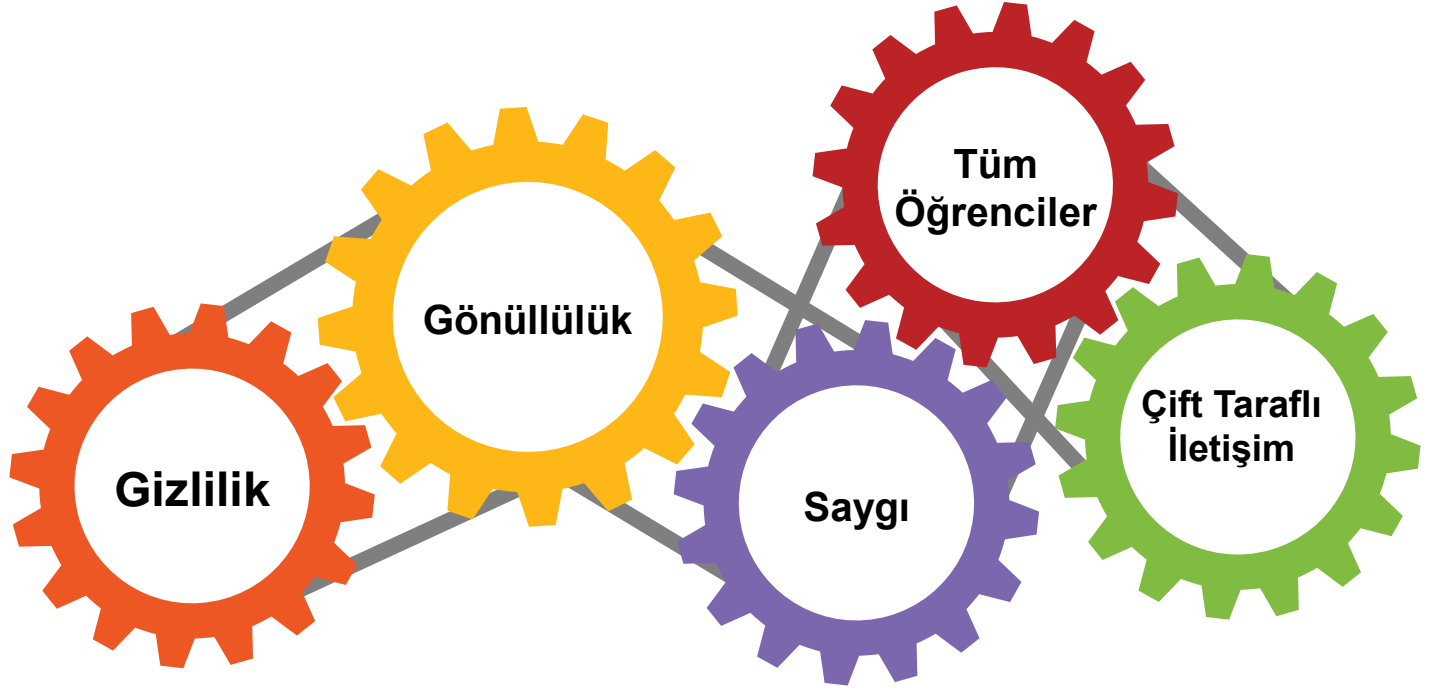 Gizlilik
Gönüllülük
Saygı
Tüm
Öğrenciler
Çift Taraflı
İletişim